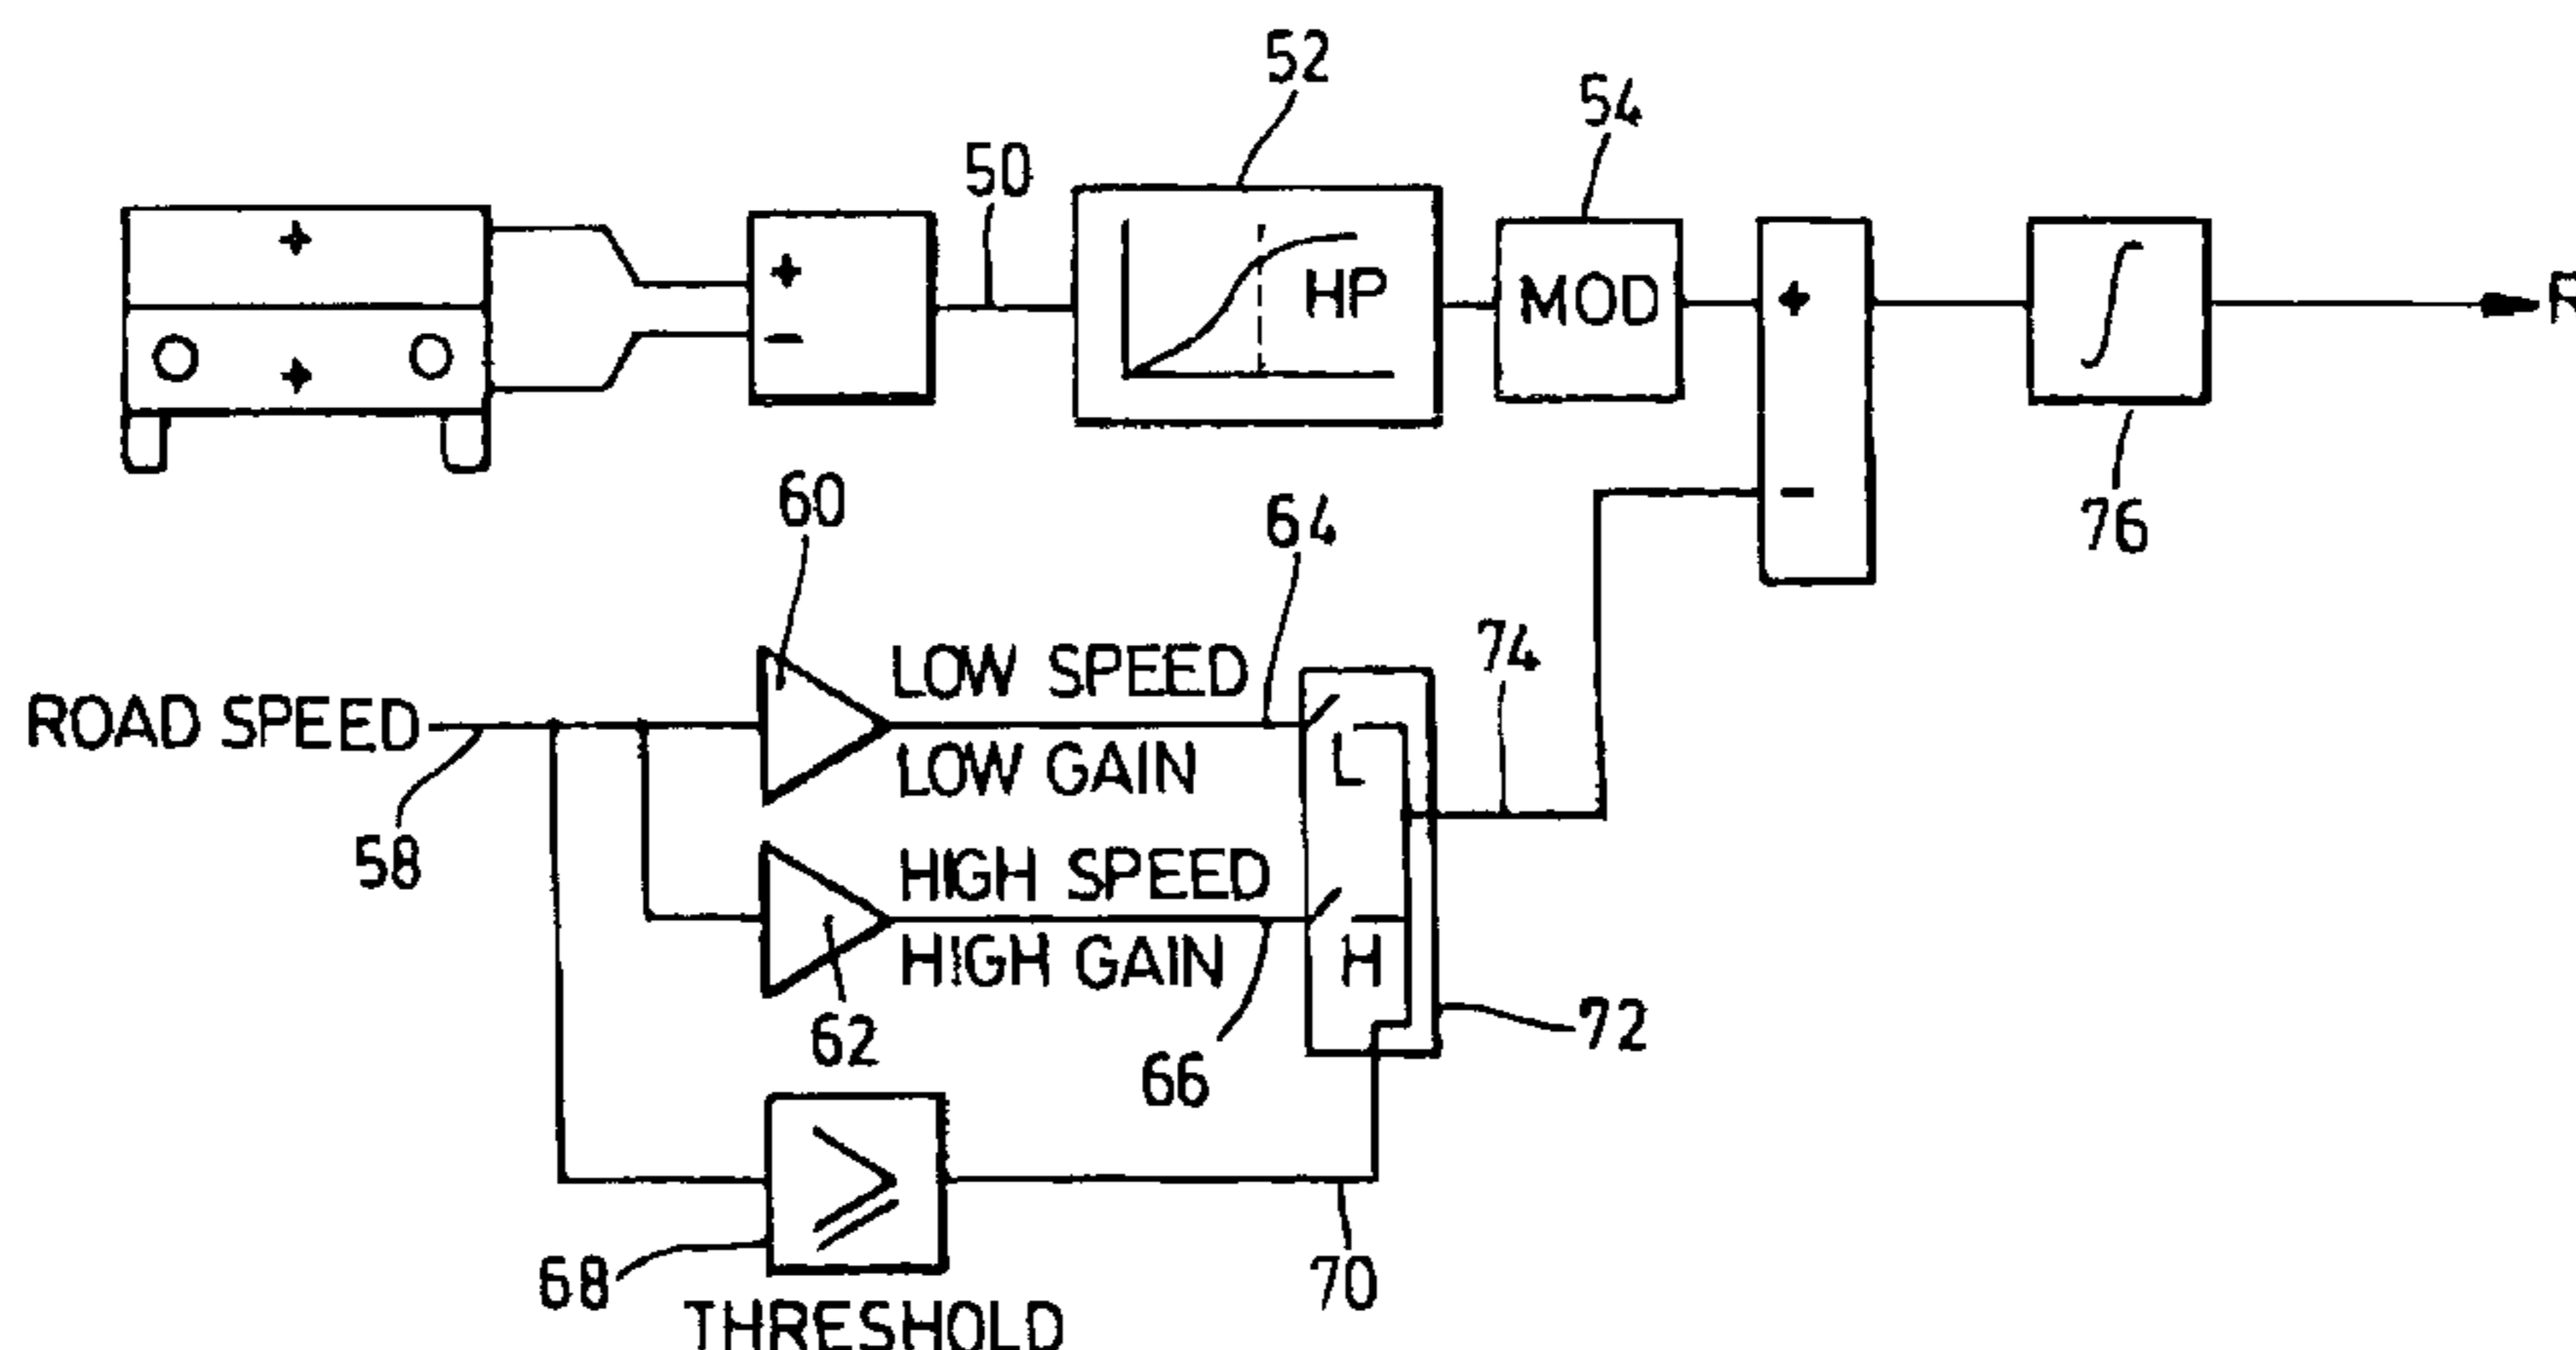 52
54
50
+
+
-
HP
MOD
+
-
+
∫
76
60
64
74
LOW SPEED
LOW GAIN
ROAD SPEED
58
L
HIGH SPEED
HIGH GAIN
H
62
66
72
≥
68
70
THRESHOLD